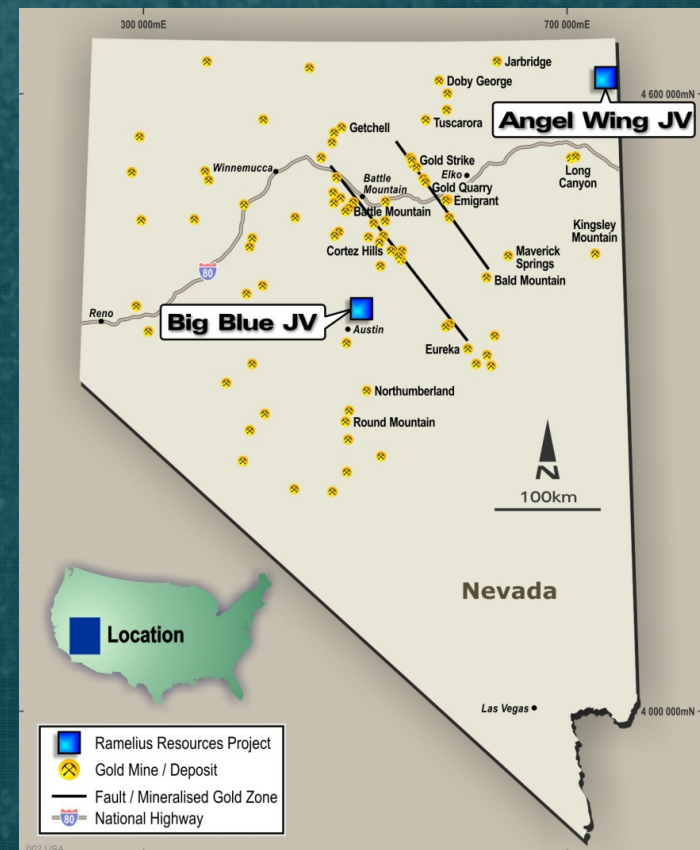 300 000mE
700 000mE
Jarbridge
Doby George
4 600 000mN
Angel Wing JV
Tuscarora
Getchell
Gold Strike
Winnemucca
Elko
Long
Canyon
Battle
Mountain
Gold Quarry
Emigrant
Battle Mountain
Kingsley
Mountain
Cortez Hills
Maverick
Springs
80
Bald Mountain
Reno
Big Blue JV
Austin
Eureka
Northumberland
Round Mountain
N
100km
Nevada
Location
Las Vegas
4 000 000mN
Ramelius Resources Project
Gold Mine / Deposit
Fault / Mineralised Gold Zone
80
National Highway
002 USA